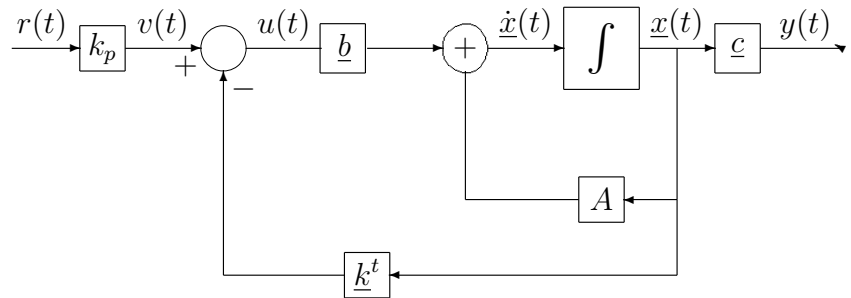 r(t) k_p v(t) u(t) b̲ + ẋ̲(t) ∫ x̲(t) c̲ y(t)
+
−
A
k̲^t